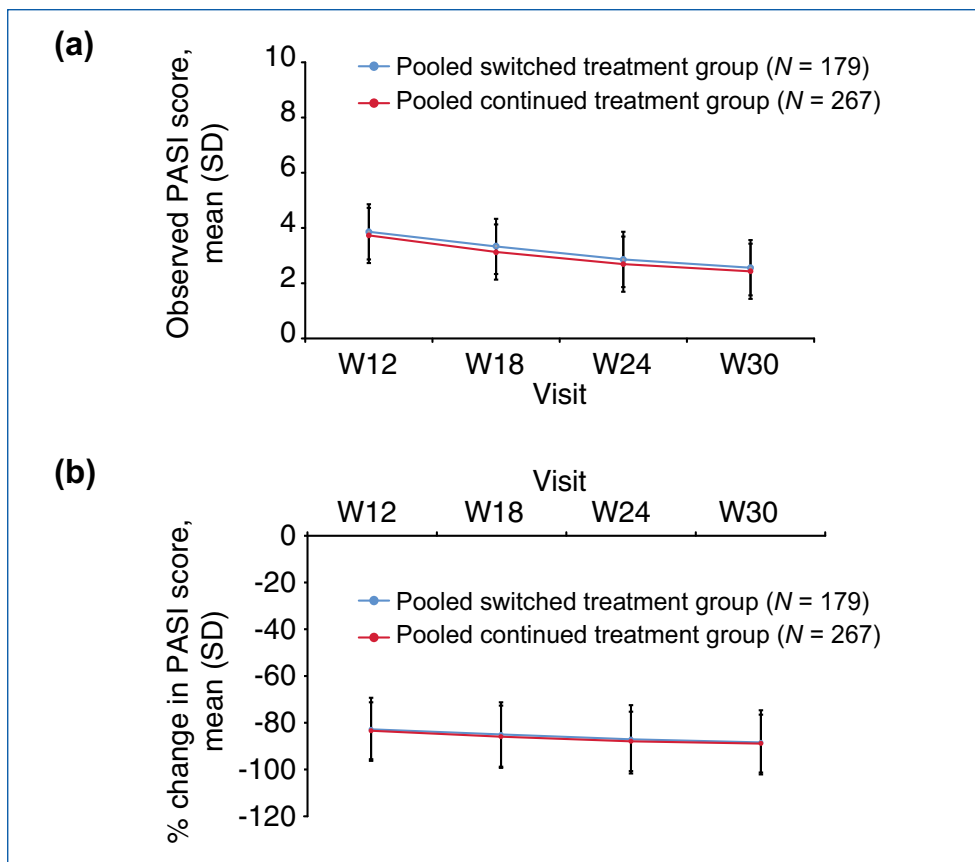 (a)
Observed PASI score,
mean (SD)
10
8
6
4
2
0
Pooled switched treatment group (N = 179)
Pooled continued treatment group (N = 267)
W12 W18 W24 W30
Visit
(b)
Visit
W12 W18 W24 W30
% change in PASI score,
mean (SD)
0
-20
-40
-60
-80
-100
-120
Pooled switched treatment group (N = 179)
Pooled continued treatment group (N = 267)